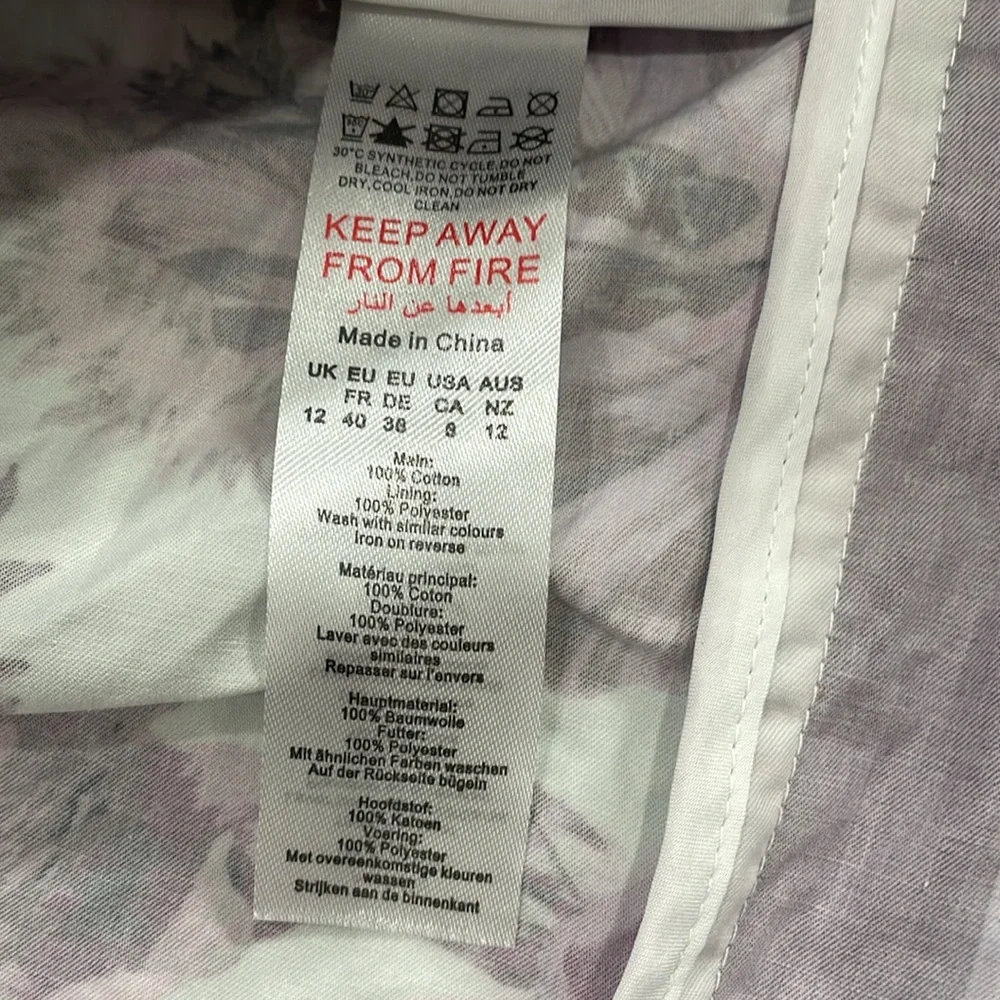 30°C SYNTHETIC CYCLE,DO NOT
BLEACH,DO NOT TUMBLE
DRY,COOL IRON,DO NOT DRY
CLEAN
KEEP AWAY
FROM FIRE
أبعدها عن النار
Made in China
UK EU EU USA AUS
FR DE CA NZ
12 40 38 8 12
Main:
100% Cotton
Lining:
100% Polyester
Wash with similar colours
Iron on reverse
Matériau principal:
100% Coton
Doublure:
100% Polyester
Laver avec des couleurs
similaires
Repasser sur l'envers
Hauptmaterial:
100% Baumwolle
Futter:
100% Polyester
Mit ähnlichen Farben waschen
Auf der Rückseite bügeln
Hoofdstof:
100% Katoen
Voering:
100% Polyester
Met overeenkomstige kleuren
wassen
Strijken aan de binnenkant